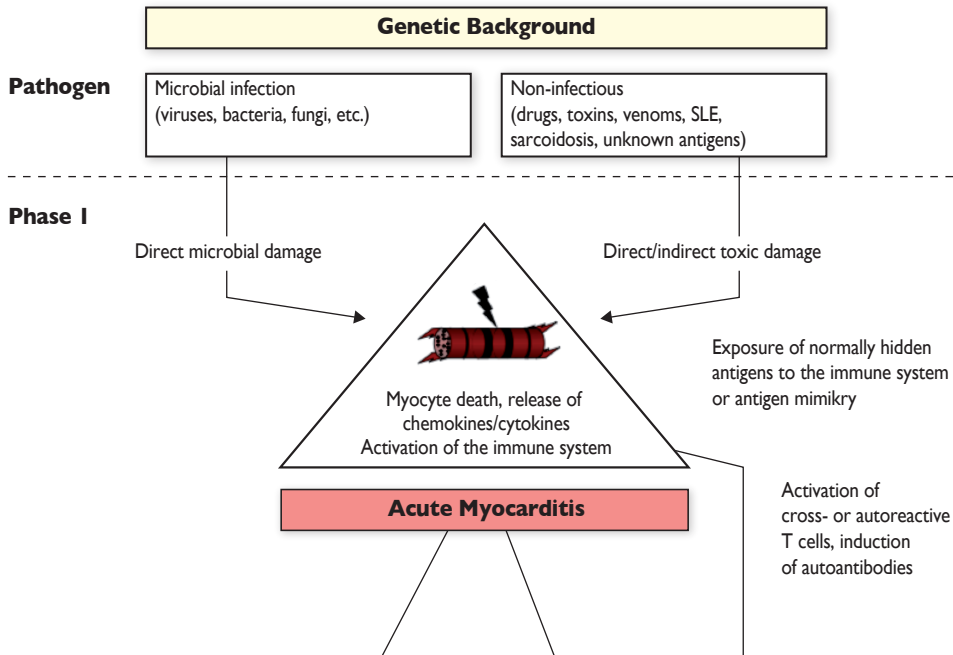 Genetic Background
Pathogen
Microbial infection
(viruses, bacteria, fungi, etc.)
Non-infectious
(drugs, toxins, venoms, SLE,
sarcoidosis, unknown antigens)
Phase 1
Direct microbial damage
Direct/indirect toxic damage
Exposure of normally hidden
antigens to the immune system
or antigen mimikry
Myocyte death, release of
chemokines/cytokines
Activation of the immune system
Acute Myocarditis
Activation of
cross- or autoreactive
T cells, induction
of autoantibodies